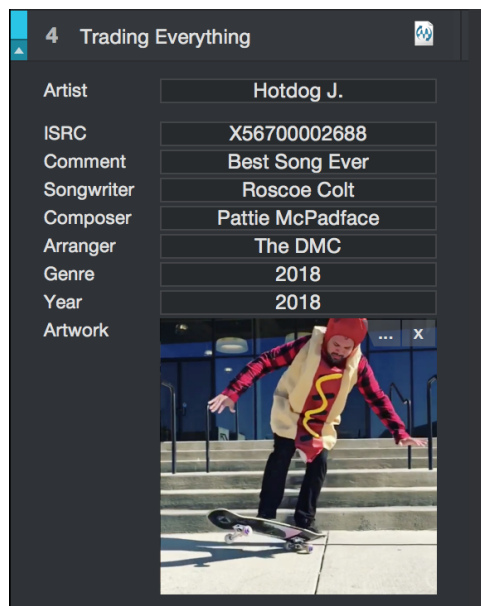 4 Trading Everything
Artist Hotdog J.
ISRC X56700002688
Comment Best Song Ever
Songwriter Roscoe Colt
Composer Pattie McPadface
Arranger The DMC
Genre 2018
Year 2018
Artwork ... x